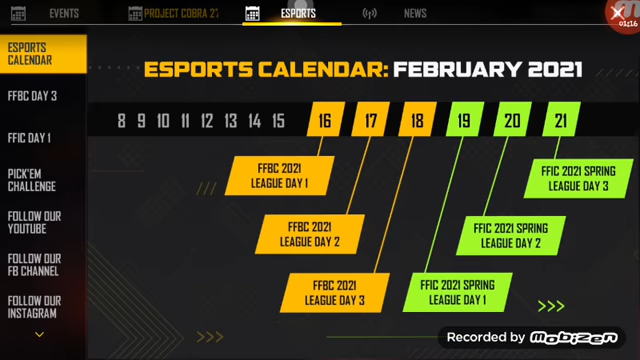 EVENTS
PROJECT COBRA 27
ESPORTS
NEWS
01:16
ESPORTS
CALENDAR
FFBC DAY 3
FFIC DAY 1
PICK'EM
CHALLENGE
FOLLOW OUR
YOUTUBE
FOLLOW OUR
FB CHANNEL
FOLLOW OUR
INSTAGRAM
ESPORTS CALENDAR: FEBRUARY 2021
8 9 10 11 12 13 14 15 16 17 18 19 20 21
FFBC 2021
LEAGUE DAY 1
FFIC 2021 SPRING
LEAGUE DAY 3
FFBC 2021
LEAGUE DAY 2
FFIC 2021 SPRING
LEAGUE DAY 2
FFBC 2021
LEAGUE DAY 3
FFIC 2021 SPRING
LEAGUE DAY 1
Recorded by Mobizen